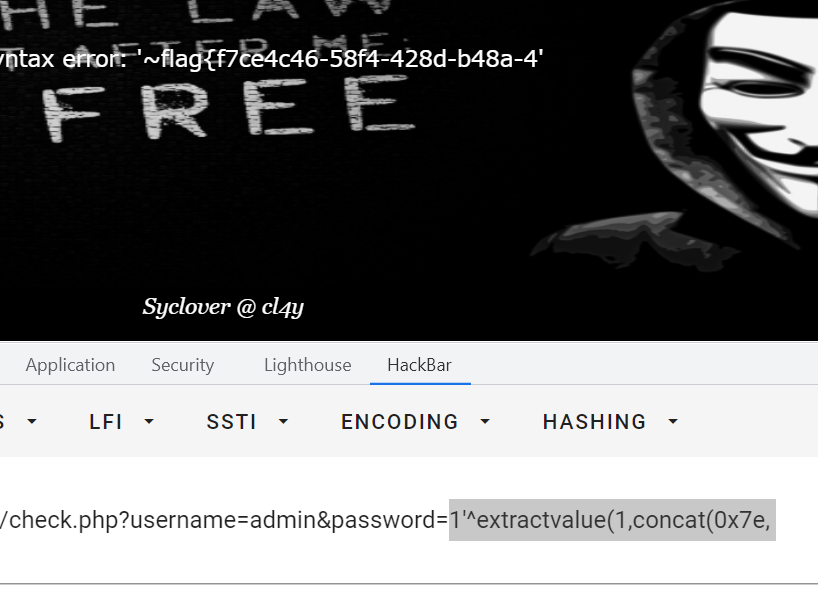 THE LAW
AFTER ME.
yntax error: '~flag{f7ce4c46-58f4-428d-b48a-4'
FREE
Syclover @ cl4y
Application Security Lighthouse HackBar
S LFI SSTI ENCODING HASHING
/check.php?username=admin&password=1'^extractvalue(1,concat(0x7e,